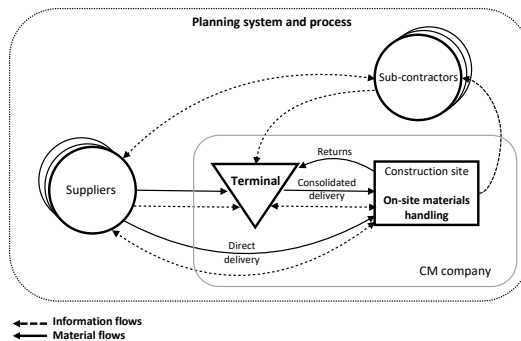 Planning system and process
Sub-contractors
Returns
Terminal
Construction site
Suppliers
Consolidated
delivery
On-site materials
handling
Direct
delivery
CM company
Information flows
Material flows